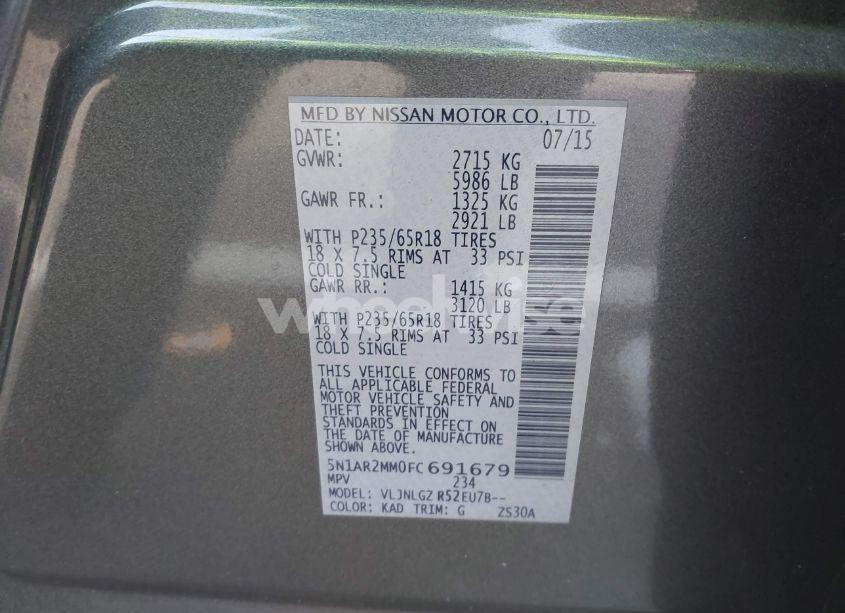 MFD BY NISSAN MOTOR CO., LTD.
DATE: 07/15
GVWR: 2715 KG
5986 LB
GAWR FR.: 1325 KG
2921 LB
WITH P235/65R18 TIRES
18 X 7.5 RIMS AT 33 PSI
COLD SINGLE
GAWR RR.: 1415 KG
3120 LB
WITH P235/65R18 TIRES
18 X 7.5 RIMS AT 33 PSI
COLD SINGLE
THIS VEHICLE CONFORMS TO
ALL APPLICABLE FEDERAL
MOTOR VEHICLE SAFETY AND
THEFT PREVENTION
STANDARDS IN EFFECT ON
THE DATE OF MANUFACTURE
SHOWN ABOVE.
5N1AR2MM0FC691679
MPV 234
MODEL: VLJNLGZ R52EU7B--
COLOR: KAD TRIM: G ZS30A